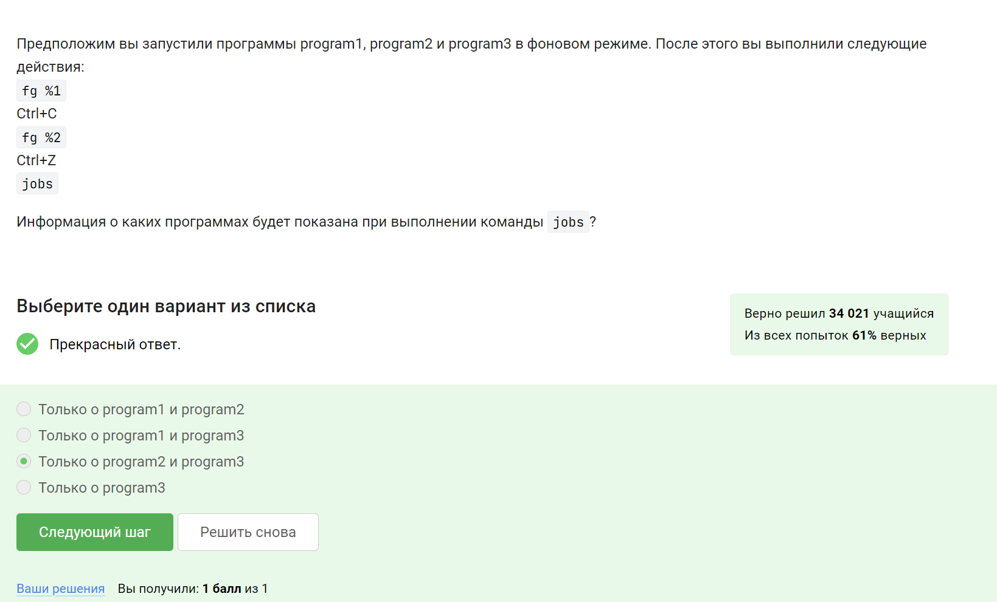 Предположим вы запустили программы program1, program2 и program3 в фоновом режиме. После этого вы выполнили следующие
действия:
fg %1
Ctrl+C
fg %2
Ctrl+Z
jobs
Информация о каких программах будет показана при выполнении команды jobs?
Выберите один вариант из списка
Прекрасный ответ.
Верно решил 34 021 учащийся
Из всех попыток 61% верных
Только о program1 и program2
Только о program1 и program3
Только о program2 и program3
Только о program3
Следующий шаг
Решить снова
Ваши решения Вы получили: 1 балл из 1